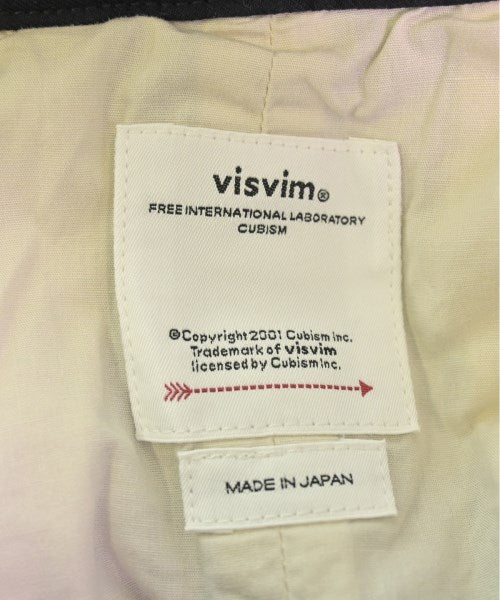 visvim®
FREE INTERNATIONAL LABORATORY
CUBISM
©Copyright 2001 Cubism Inc.
Trademark of visvim
licensed by Cubism Inc.
MADE IN JAPAN